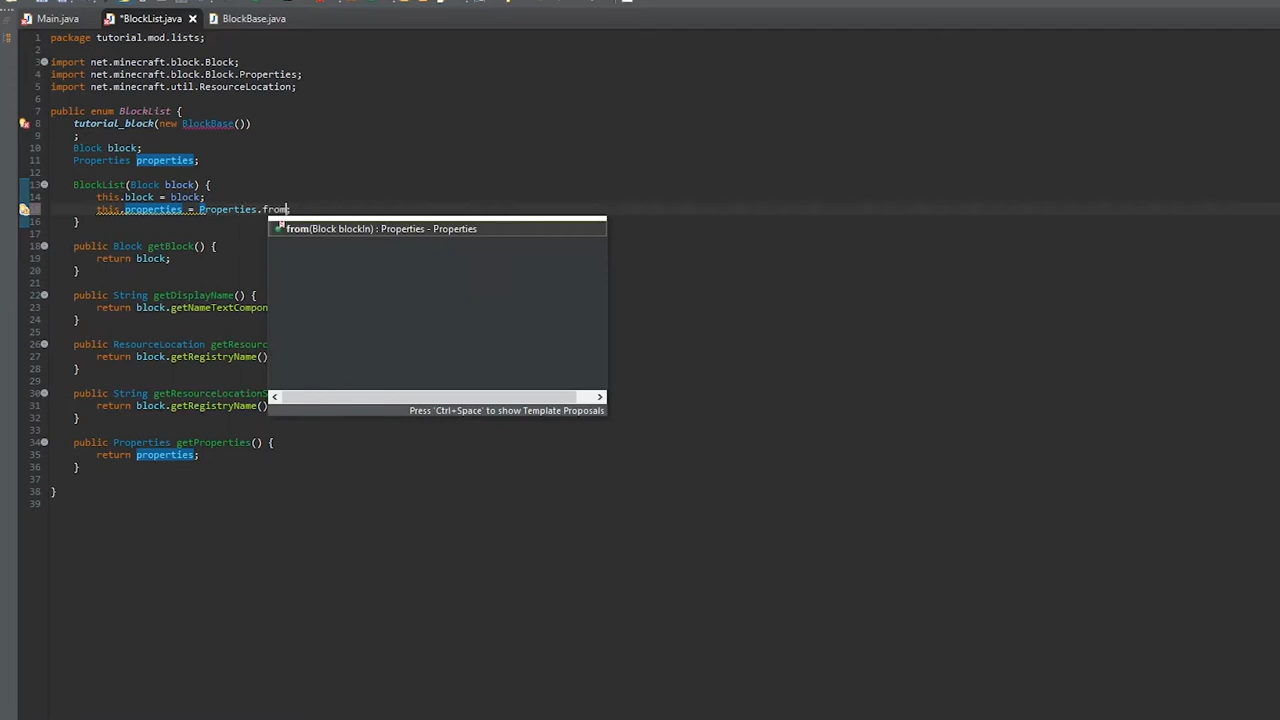 Main.java *BlockList.java BlockBase.java
1 package tutorial.mod.lists;
2
3 import net.minecraft.block.Block;
4 import net.minecraft.block.Block.Properties;
5 import net.minecraft.util.ResourceLocation;
6
7 public enum BlockList {
8 tutorial_block(new BlockBase())
9 ;
10 Block block;
11 Properties properties;
12
13 BlockList(Block block) {
14 this.block = block;
this.properties = Properties.from;
16 }
from(Block blockIn) : Properties - Properties
17
18 public Block getBlock() {
19 return block;
20 }
21
22 public String getDisplayName() {
23 return block.getNameTextCompon
24 }
25
26 public ResourceLocation getResourc
27 return block.getRegistryName()
28 }
29
30 public String getResourceLocationS
31 return block.getRegistryName()
Press 'Ctrl+Space' to show Template Proposals
32 }
33
34 public Properties getProperties() {
35 return properties;
36 }
37
38 }
39